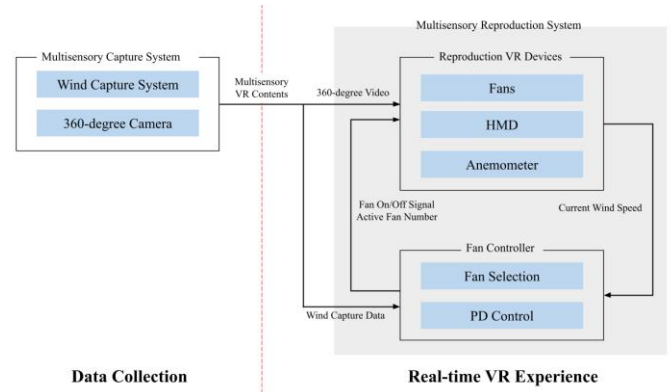 Multisensory Reproduction System
Multisensory Capture System
Wind Capture System
360-degree Camera
Multisensory
VR Contents
360-degree Video
Reproduction VR Devices
Fans
HMD
Anemometer
Fan On/Off Signal
Active Fan Number
Current Wind Speed
Fan Controller
Fan Selection
PD Control
Wind Capture Data
Data Collection
Real-time VR Experience